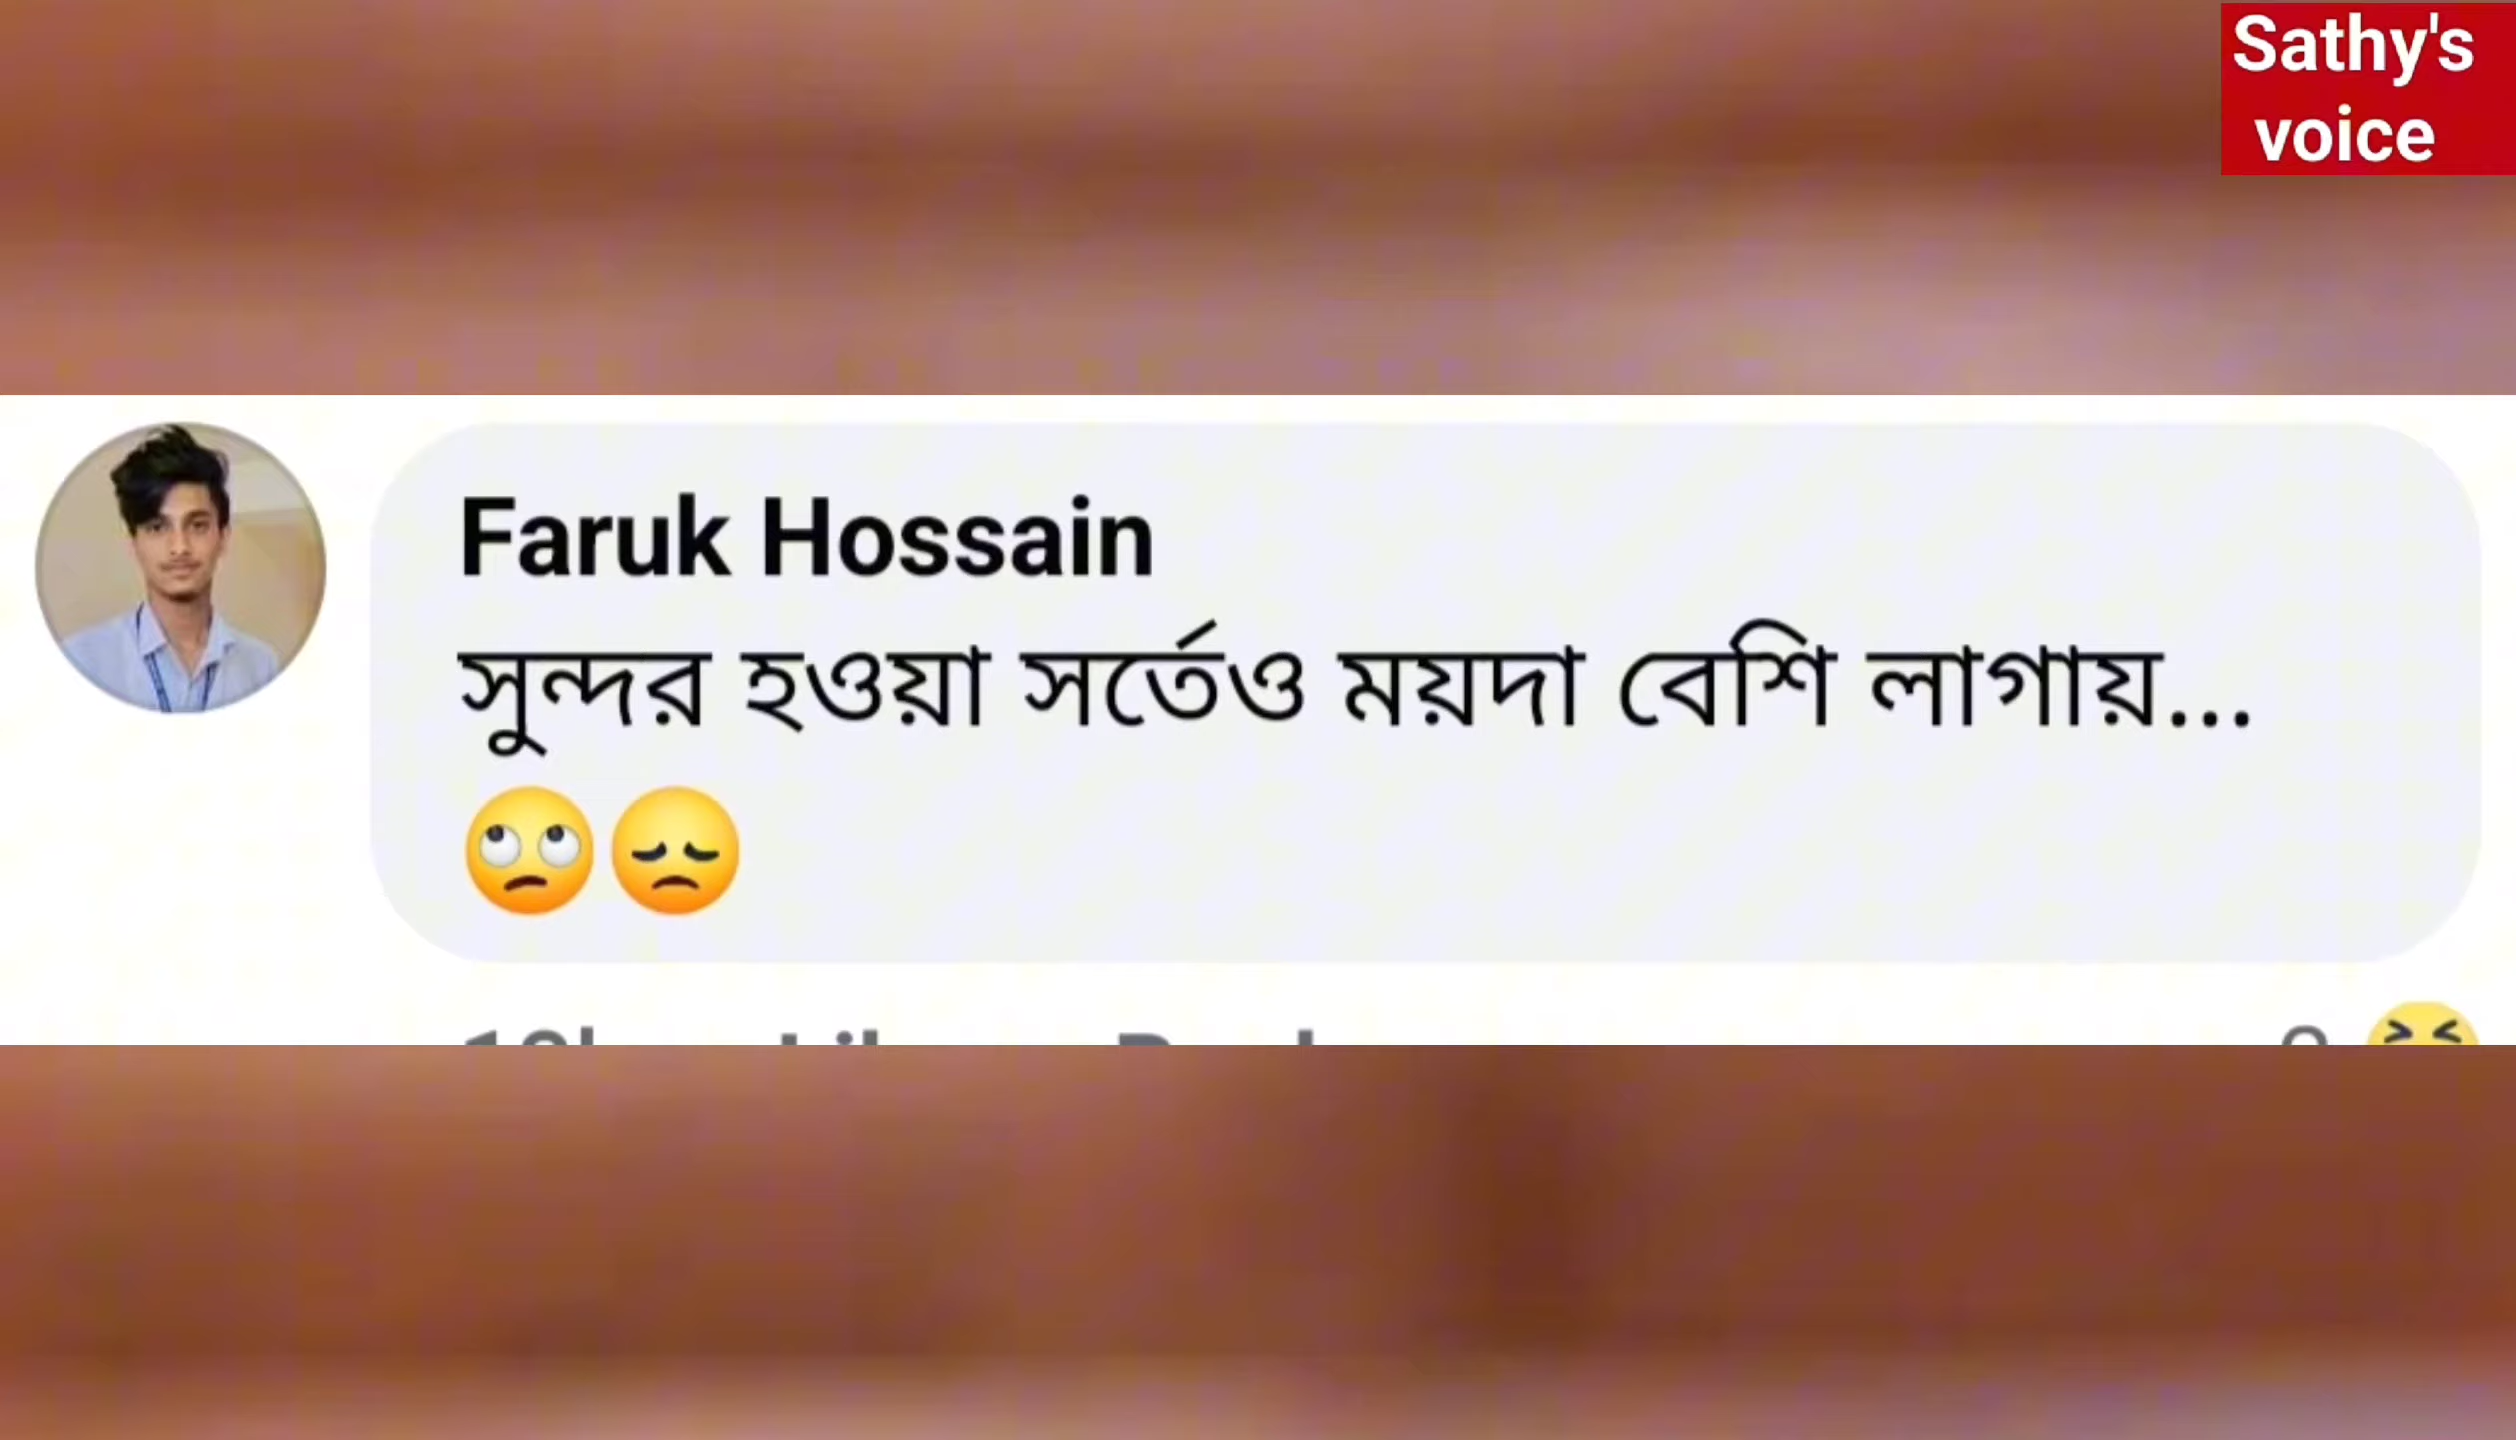 Sathy's
voice
Faruk Hossain
সুন্দর হওয়া সর্তেও ময়দা বেশি লাগায়...
🙄😞